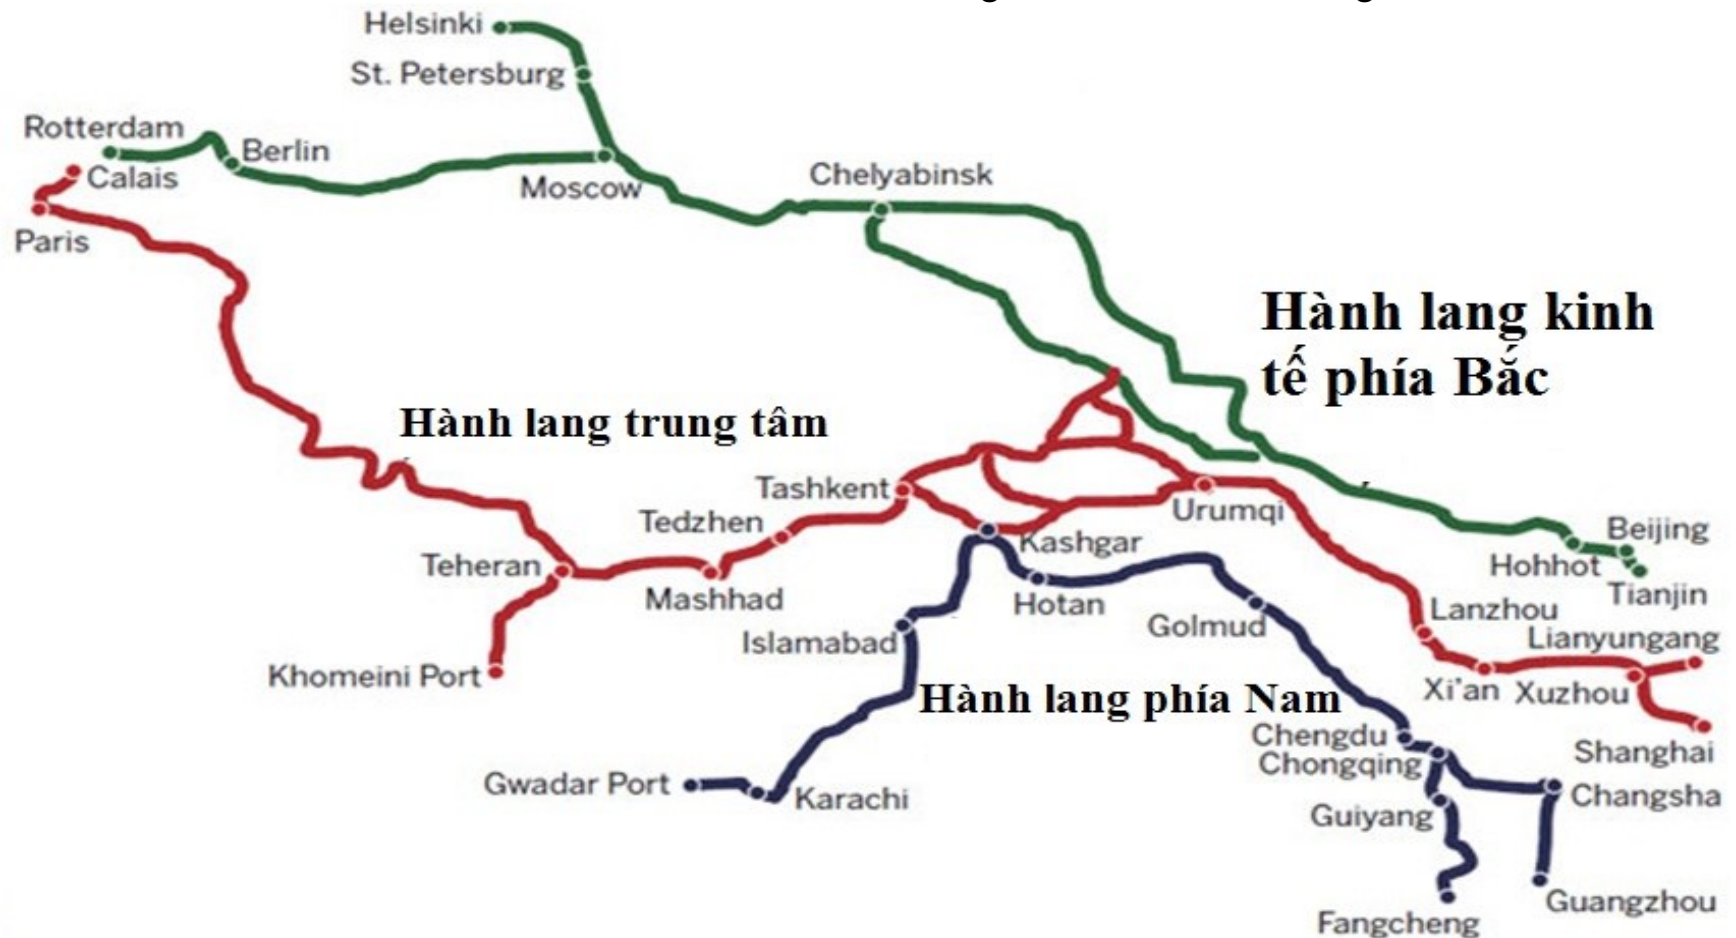 Helsinki
St. Petersburg
Rotterdam
Berlin
Calais
Moscow
Chelyabinsk
Paris
Hành lang kinh
tế phía Bắc
Hành lang trung tâm
Tashkent
Urumqi
Tedzhen
Kashgar
Beijing
Teheran
Hohhot
Mashhad
Hotan
Tianjin
Golmud
Lanzhou
Islamabad
Lianyungang
Khomeini Port
Xi'an
Xuzhou
Hành lang phía Nam
Chengdu
Shanghai
Chongqing
Gwadar Port
Karachi
Changsha
Guiyang
Guangzhou
Fangcheng